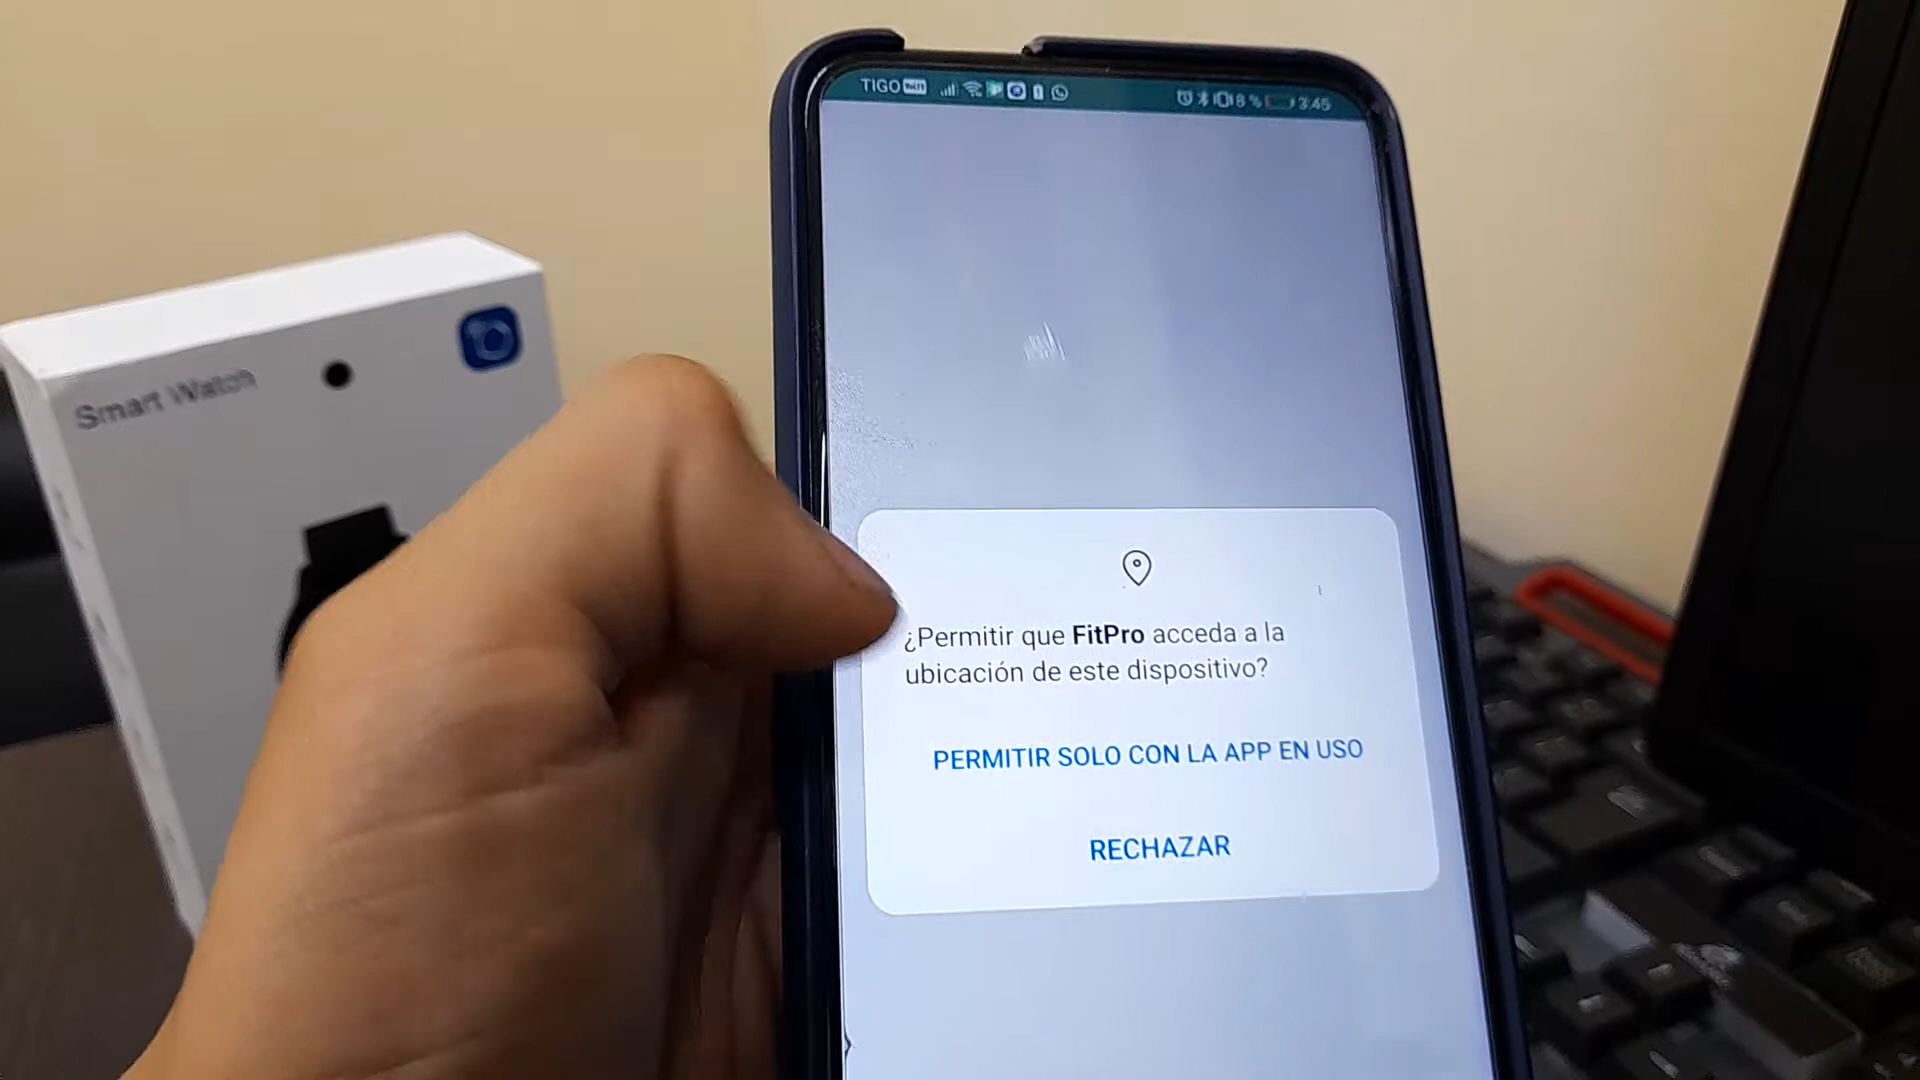 TIGO
8 % 3:45
Smart Watch
¿Permitir que FitPro acceda a la
ubicación de este dispositivo?
PERMITIR SOLO CON LA APP EN USO
RECHAZAR